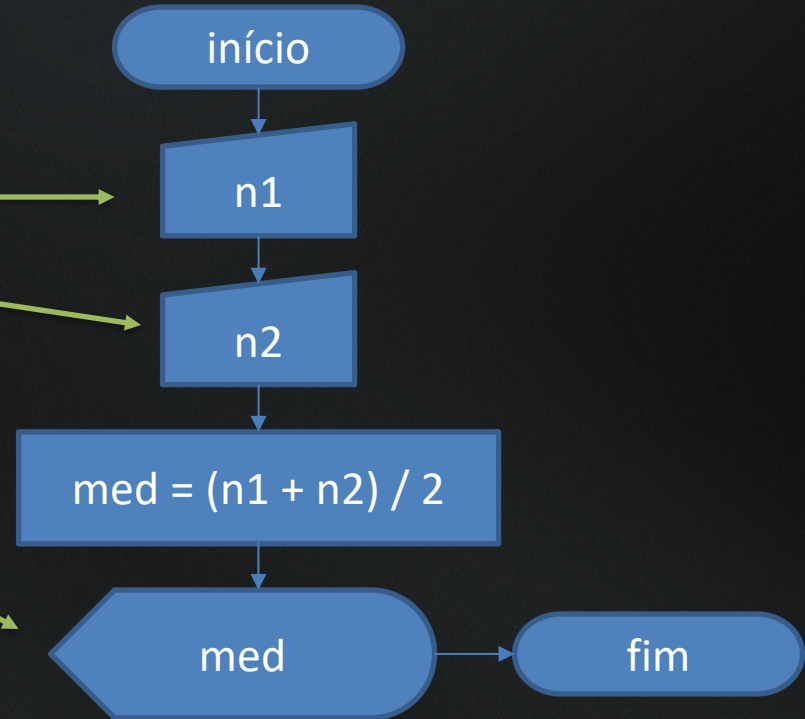 início
n1
n2
med = (n1 + n2) / 2
med
fim